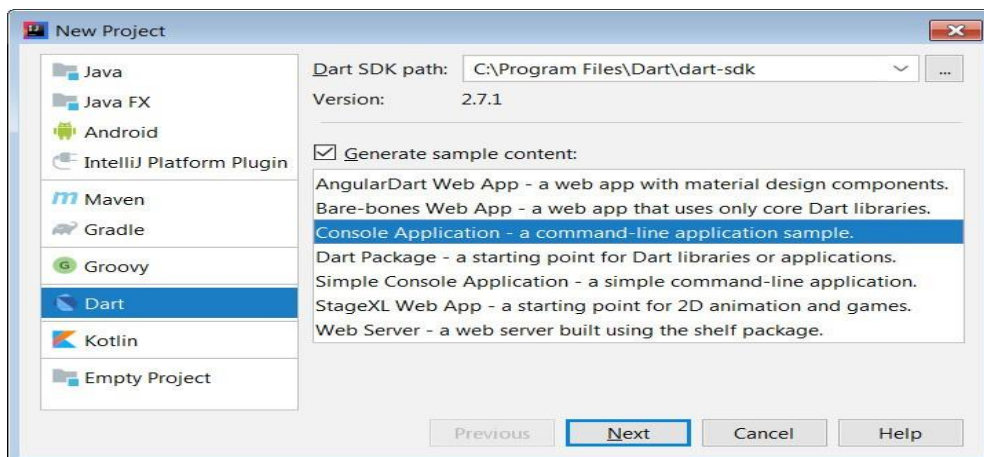 New Project
Java
Java FX
Android
IntelliJ Platform Plugin
Maven
Gradle
Groovy
Dart
Kotlin
Empty Project
Dart SDK path: C:\Program Files\Dart\dart-sdk ...
Version: 2.7.1
Generate sample content:
AngularDart Web App - a web app with material design components.
Bare-bones Web App - a web app that uses only core Dart libraries.
Console Application - a command-line application sample.
Dart Package - a starting point for Dart libraries or applications.
Simple Console Application - a simple command-line application.
StageXL Web App - a starting point for 2D animation and games.
Web Server - a web server built using the shelf package.
Previous Next Cancel Help